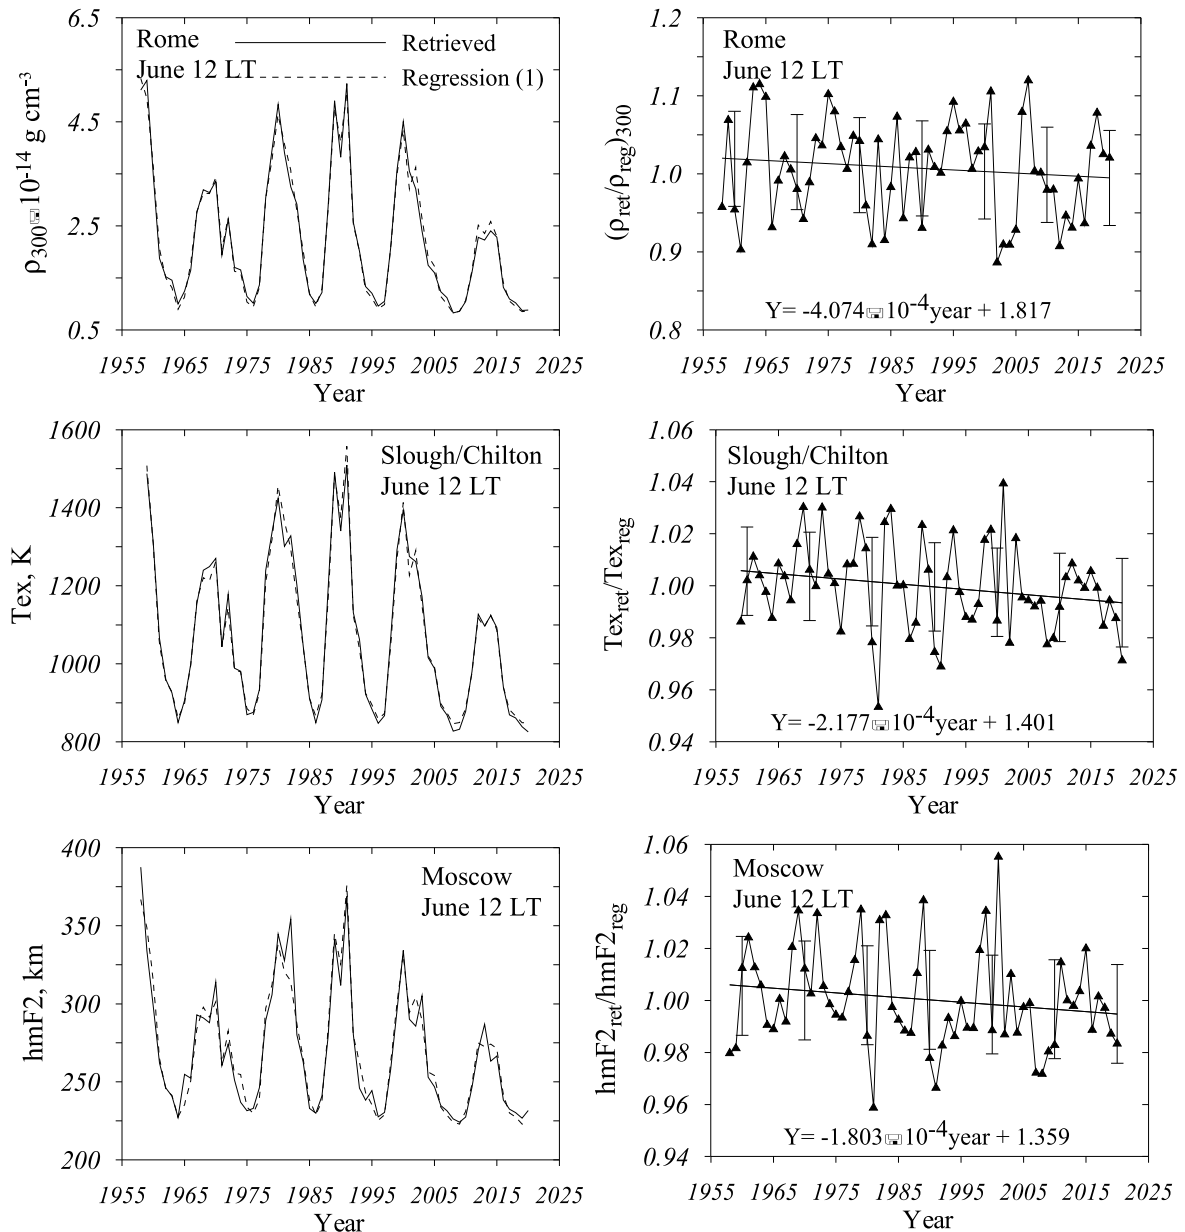 6.5
4.5
2.5
0.5
ρ300 10-14 g cm-3
Rome
June 12 LT
Retrieved
Regression (1)
1955 1965 1975 1985 1995 2005 2015 2025
Year
1.2
1.1
1.0
0.9
0.8
(ρret/ρreg)300
Rome
June 12 LT
Y= -4.074 10-4year + 1.817
1955 1965 1975 1985 1995 2005 2015 2025
Year
1600
1400
1200
1000
800
Tex, K
Slough/Chilton
June 12 LT
1955 1965 1975 1985 1995 2005 2015 2025
Year
1.06
1.04
1.02
1.00
0.98
0.96
0.94
Texret/Texreg
Slough/Chilton
June 12 LT
Y= -2.177 10-4year + 1.401
1955 1965 1975 1985 1995 2005 2015 2025
Year
400
350
300
250
200
hmF2, km
Moscow
June 12 LT
1955 1965 1975 1985 1995 2005 2015 2025
Year
1.06
1.04
1.02
1.00
0.98
0.96
0.94
hmF2ret/hmF2reg
Moscow
June 12 LT
Y= -1.803 10-4year + 1.359
1955 1965 1975 1985 1995 2005 2015 2025
Year